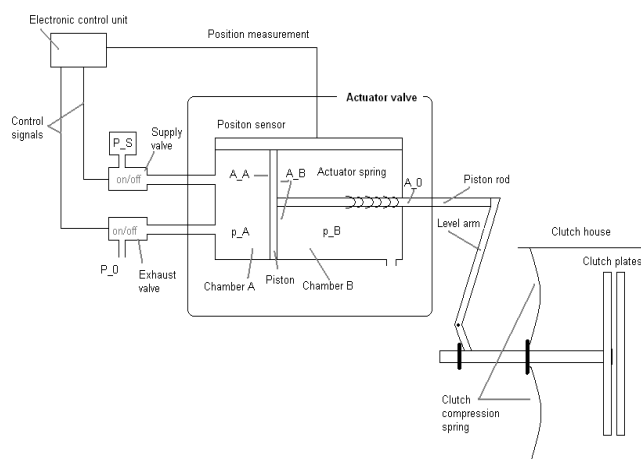 Electronic control unit
Position measurement
Actuator valve
Control
signals
P_S
Supply
valve
Positon sensor
on/off
A_A
A_B
Actuator spring
A_0
Piston rod
on/off
p_A
p_B
Level arm
Clutch house
P_0
Exhaust
valve
Chamber A
Piston
Chamber B
Clutch plates
Clutch
compression
spring